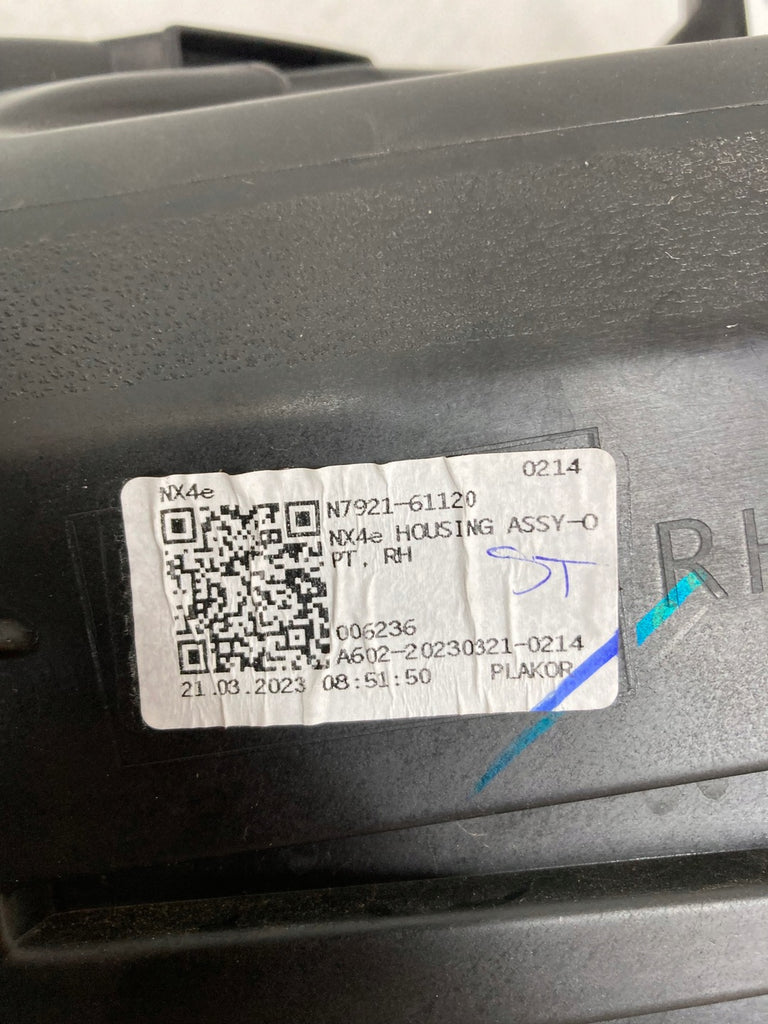 0214
NX4e
N7921-61120
NX4e HOUSING ASSY-O
PT, RH
ST
006236
A602-20230321-0214
21.03.2023 08:51:50 PLAKOR
RH